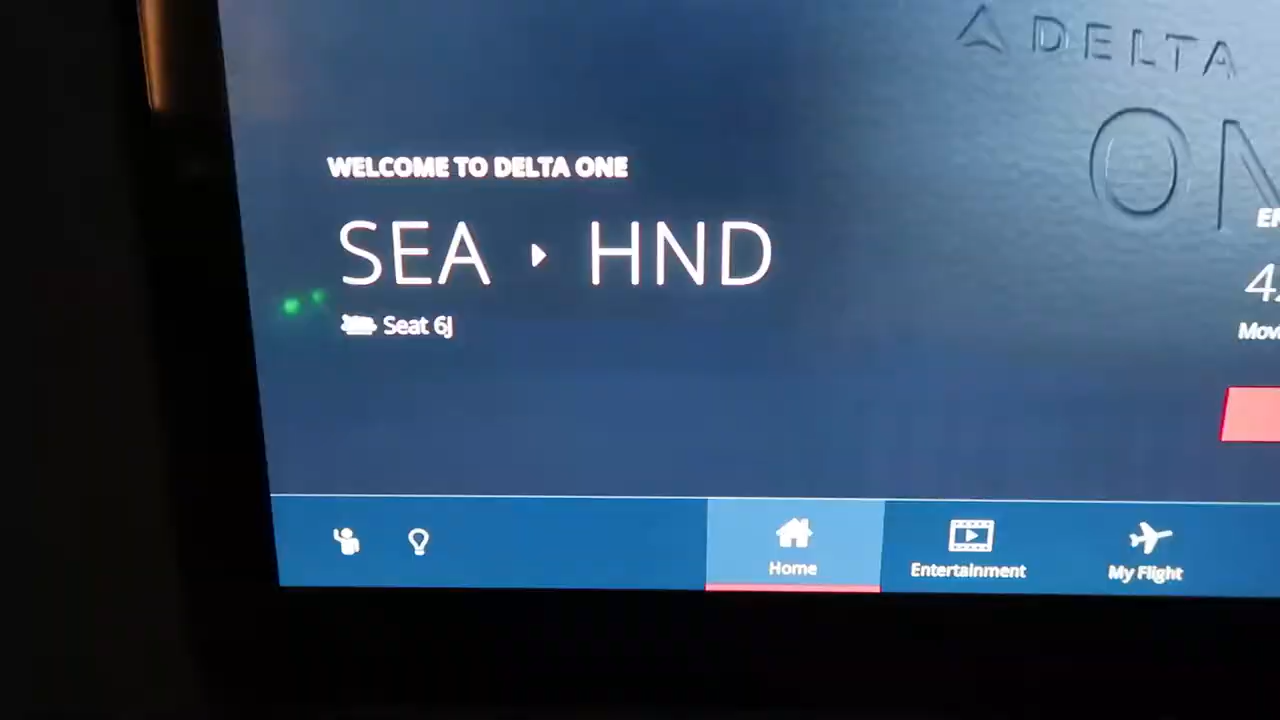 DELTA
WELCOME TO DELTA ONE
SEA HND
Seat 6J
Home
Entertainment
My Flight